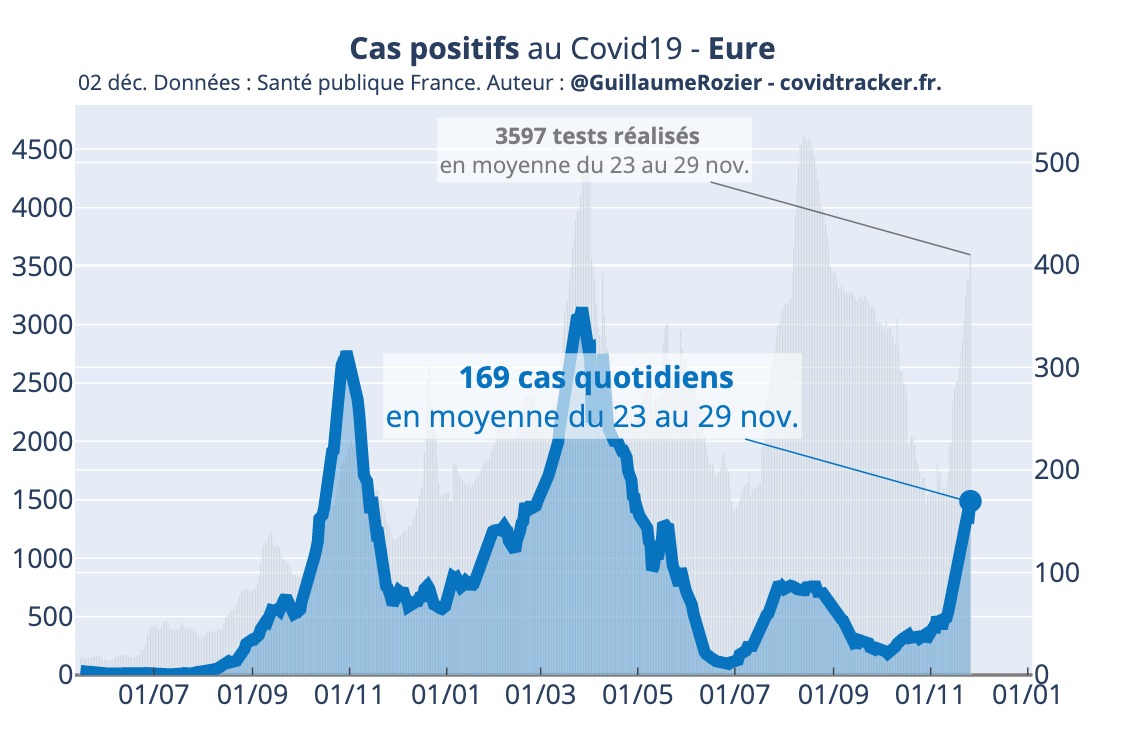 Cas positifs au Covid19 - Eure
02 déc. Données : Santé publique France. Auteur : @GuillaumeRozier - covidtracker.fr.
3597 tests réalisés
en moyenne du 23 au 29 nov.
169 cas quotidiens
en moyenne du 23 au 29 nov.
4500
4000
3500
3000
2500
2000
1500
1000
500
0
500
400
300
200
100
0
01/07 01/09 01/11 01/01 01/03 01/05 01/07 01/09 01/11 01/01